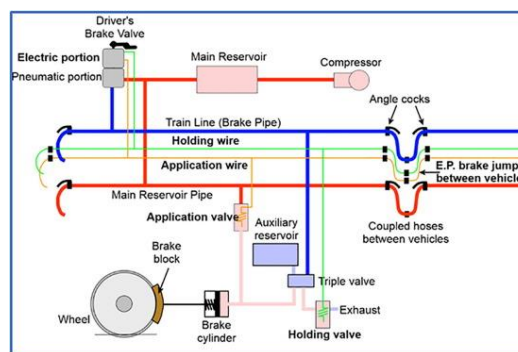 Driver's
Brake Valve
Electric portion
Pneumatic portion
Main Reservoir
Compressor
Train Line (Brake Pipe)
Angle cocks
Holding wire
Application wire
E.P. brake jump
between vehicle
Main Reservoir Pipe
Application valve
Auxiliary
reservoir
Coupled hoses
between vehicles
Brake
block
Triple valve
Wheel
Brake
cylinder
Exhaust
Holding valve